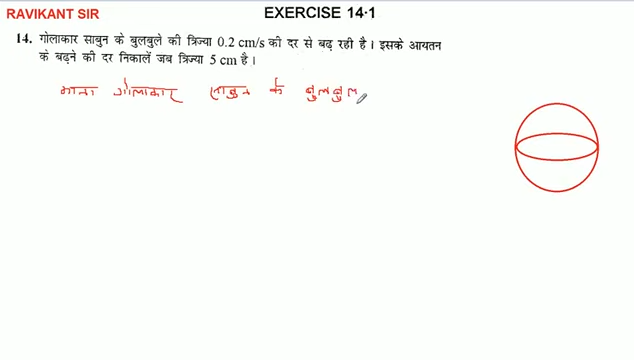 RAVIKANT SIR
EXERCISE 14·1
14. गोलाकार साबुन के बुलबुले की त्रिज्या 0.2 cm/s की दर से बढ़ रही है। इसके आयतन
के बढ़ने की दर निकालें जब त्रिज्या 5 cm है।
माना गोलाकार साबुन के बुलबुल